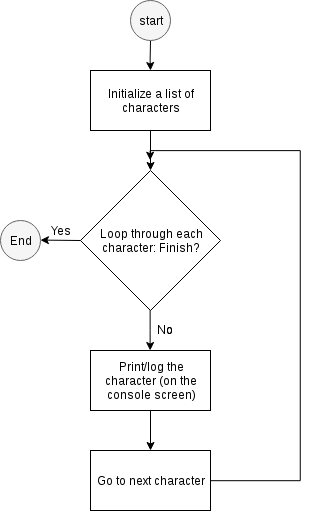 start
Initialize a list of
characters
Loop through each
character: Finish?
Yes
End
No
Print/log the
character (on the
console screen)
Go to next character